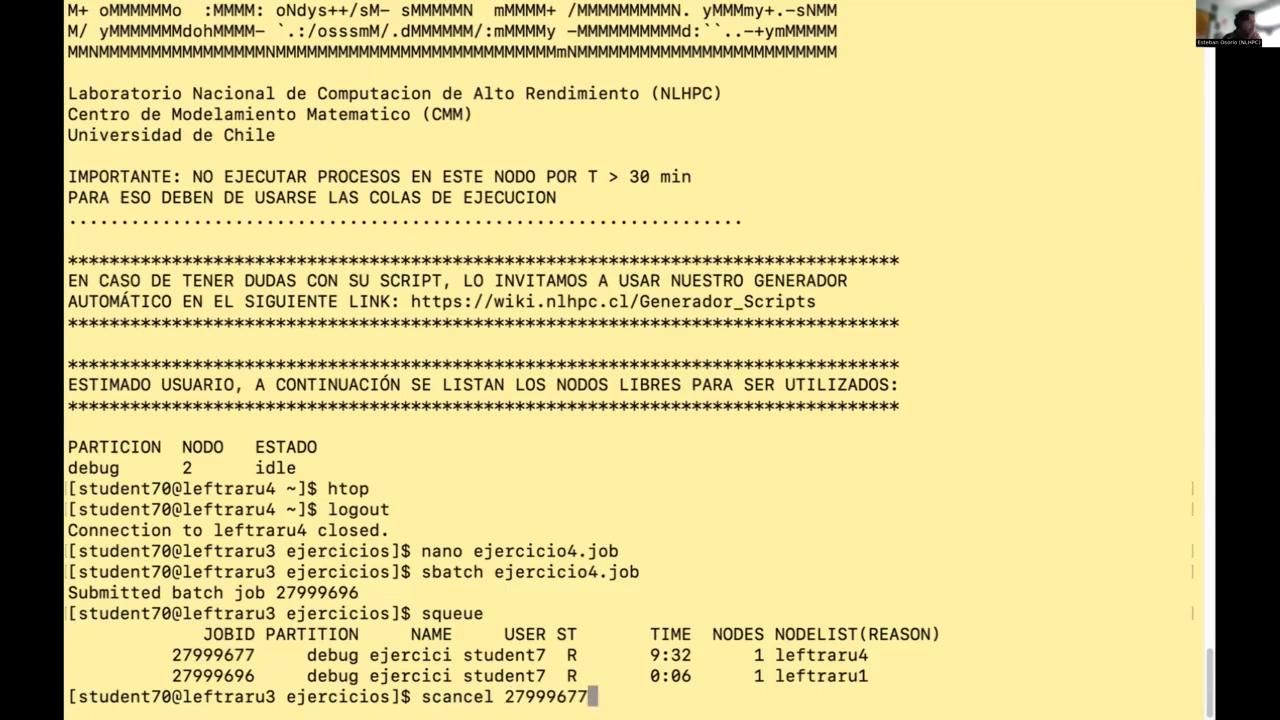 M+ oMMMMMMo  :MMMM: oNdys++/sM- sMMMMMN  mMMMM+ /MMMMMMMMMN. yMMMmy+.-sNMM
M/ yMMMMMMMdohMMMM- `.:/osssmM/.dMMMMMM/:mMMMMy -MMMMMMMMMMd:``..-+ymMMMMM
MMNMMMMMMMMMMMMMMMMNMMMMMMMMMMMMMMMMMMMMMMMMMMMmNMMMMMMMMMMMMMMMMMMMMMMMMMM
Esteban Osorio (NLHPC)
Laboratorio Nacional de Computacion de Alto Rendimiento (NLHPC)
Centro de Modelamiento Matematico (CMM)
Universidad de Chile
IMPORTANTE: NO EJECUTAR PROCESOS EN ESTE NODO POR T > 30 min
PARA ESO DEBEN DE USARSE LAS COLAS DE EJECUCION
.................................................................
********************************************************************************
EN CASO DE TENER DUDAS CON SU SCRIPT, LO INVITAMOS A USAR NUESTRO GENERADOR
AUTOMÁTICO EN EL SIGUIENTE LINK: https://wiki.nlhpc.cl/Generador_Scripts
********************************************************************************
********************************************************************************
ESTIMADO USUARIO, A CONTINUACIÓN SE LISTAN LOS NODOS LIBRES PARA SER UTILIZADOS:
********************************************************************************
PARTICION  NODO   ESTADO
debug      2      idle
[student70@leftraru4 ~]$ htop
[student70@leftraru4 ~]$ logout
Connection to leftraru4 closed.
[student70@leftraru3 ejercicios]$ nano ejercicio4.job
[student70@leftraru3 ejercicios]$ sbatch ejercicio4.job
Submitted batch job 27999696
[student70@leftraru3 ejercicios]$ squeue
JOBID PARTITION     NAME     USER ST       TIME  NODES NODELIST(REASON)
27999677     debug ejercici student7  R       9:32      1 leftraru4
27999696     debug ejercici student7  R       0:06      1 leftraru1
[student70@leftraru3 ejercicios]$ scancel 27999677